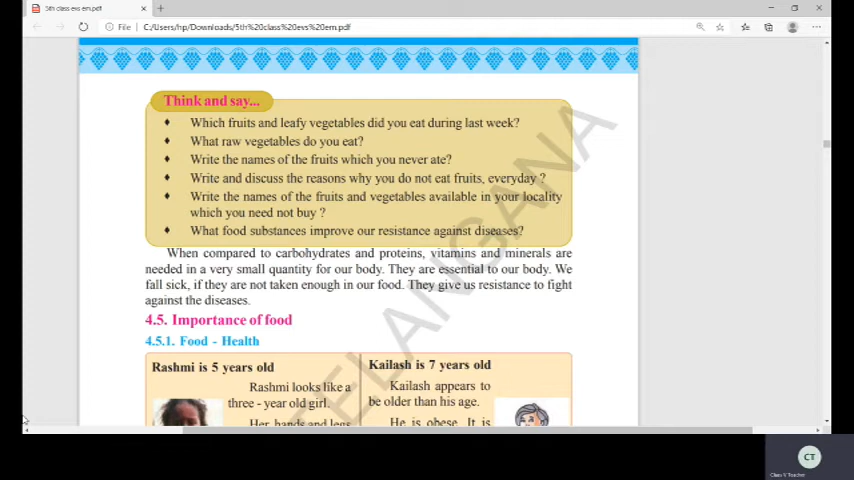 5th class evs em.pdf
File
C:/Users/hp/Downloads/5th%20class%20evs%20em.pdf
Think and say...
♦ Which fruits and leafy vegetables did you eat during last week?
♦ What raw vegetables do you eat?
♦ Write the names of the fruits which you never ate?
♦ Write and discuss the reasons why you do not eat fruits, everyday ?
♦ Write the names of the fruits and vegetables available in your locality
which you need not buy ?
♦ What food substances improve our resistance against diseases?
When compared to carbohydrates and proteins, vitamins and minerals are
needed in a very small quantity for our body. They are essential to our body. We
fall sick, if they are not taken enough in our food. They give us resistance to fight
against the diseases.
4.5. Importance of food
4.5.1. Food - Health
Rashmi is 5 years old
Rashmi looks like a
three - year old girl.
Her hands and legs
Kailash is 7 years old
Kailash appears to
be older than his age.
He is obese. It is
TELANGANA
CT
Class V Teacher